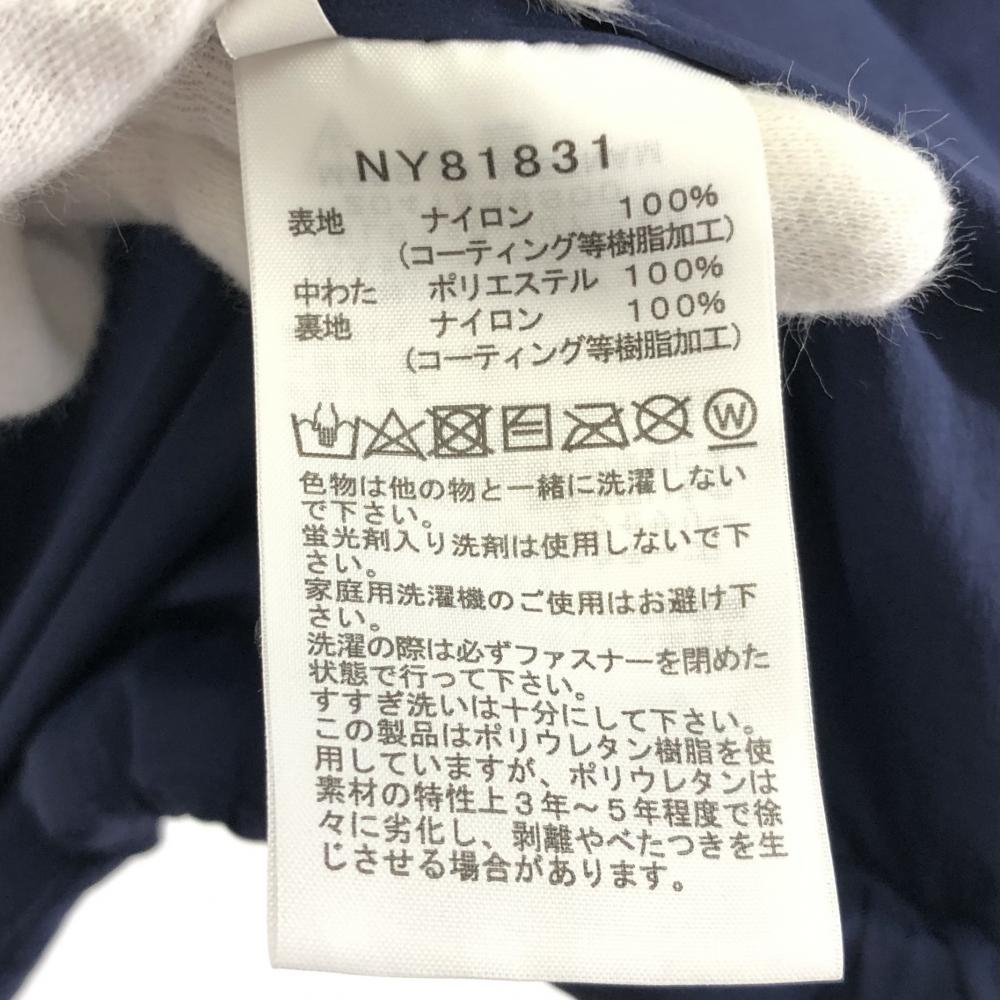 NY81831
表地 ナイロン 100%
(コーティング等樹脂加工)
中わた ポリエステル 100%
裏地 ナイロン 100%
(コーティング等樹脂加工)
W
色物は他の物と一緒に洗濯しない
で下さい。
蛍光剤入り洗剤は使用しないで下
さい。
家庭用洗濯機のご使用はお避け下
さい。
洗濯の際は必ずファスナーを閉めた
状態で行って下さい。
すすぎ洗いは十分にして下さい。
この製品はポリウレタン樹脂を使
用していますが、ポリウレタンは
素材の特性上3年~5年程度で徐
々に劣化し、剥離やべたつきを生
じさせる場合があります。